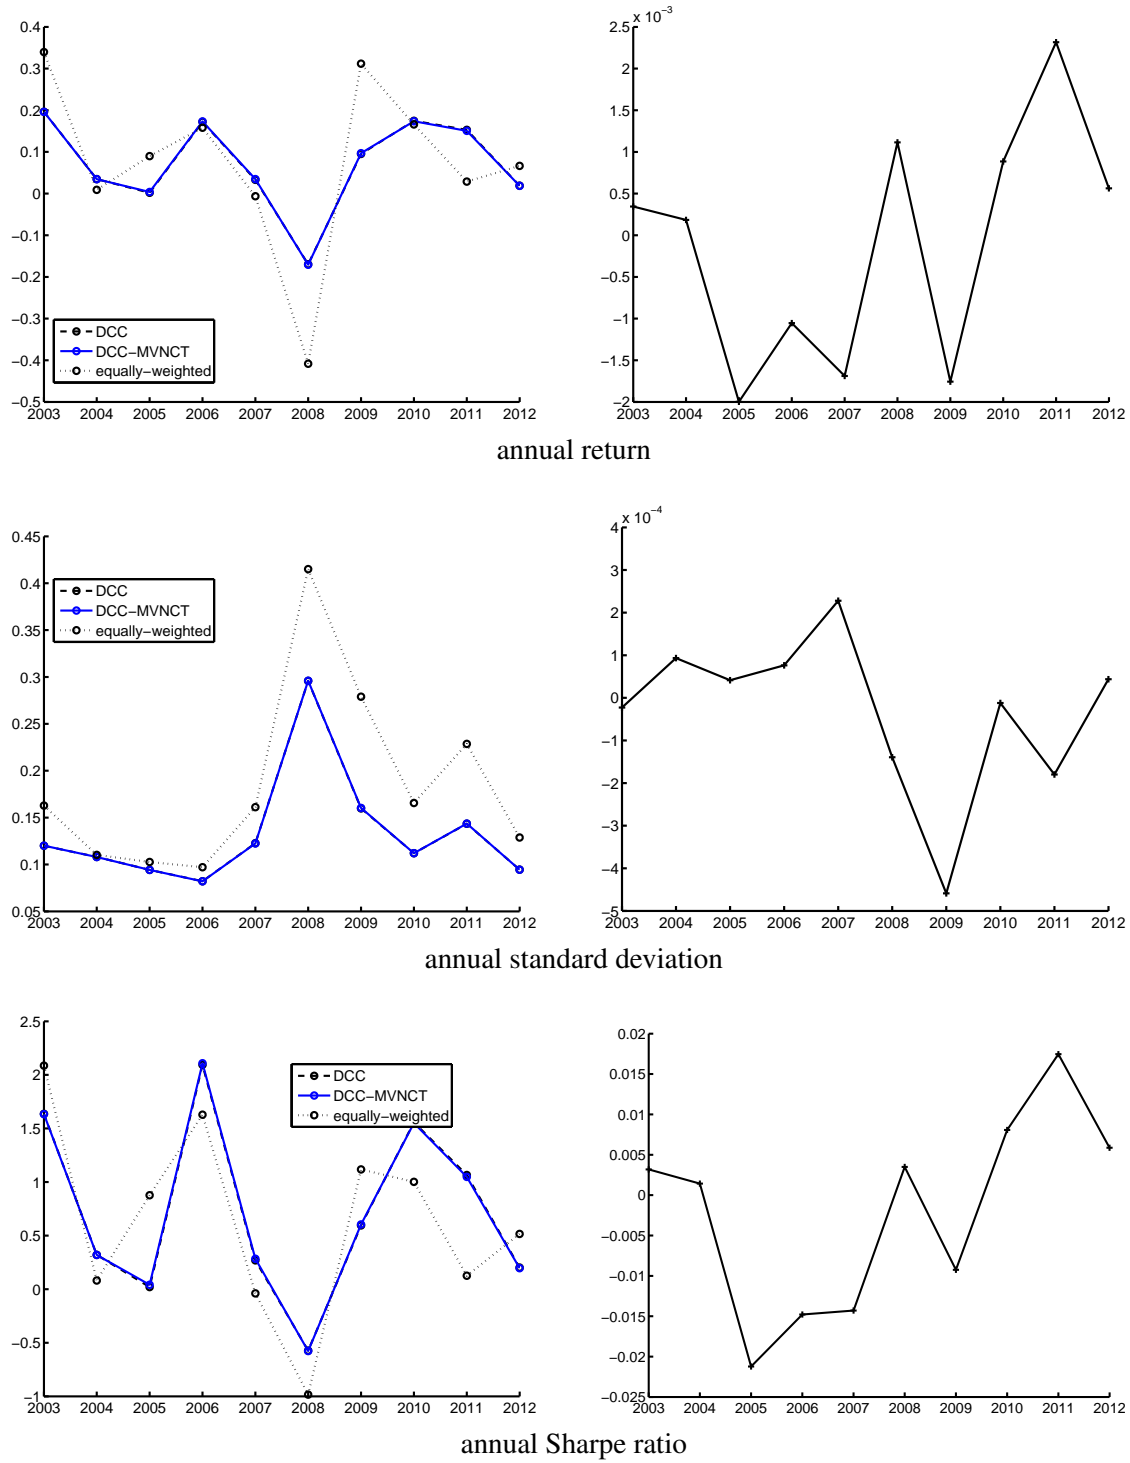 x 10⁻³
0.4
0.3
0.2
0.1
0
−0.1
−0.2
−0.3
−0.4
−0.5
DCC
DCC−MVNCT
equally−weighted
2003 2004 2005 2006 2007 2008 2009 2010 2011 2012
2.5
2
1.5
1
0.5
0
−0.5
−1
−1.5
−2
2003 2004 2005 2006 2007 2008 2009 2010 2011 2012
annual return
0.45
0.4
0.35
0.3
0.25
0.2
0.15
0.1
0.05
DCC
DCC−MVNCT
equally−weighted
2003 2004 2005 2006 2007 2008 2009 2010 2011 2012
x 10⁻⁴
4
3
2
1
0
−1
−2
−3
−4
−5
2003 2004 2005 2006 2007 2008 2009 2010 2011 2012
annual standard deviation
2.5
2
1.5
1
0.5
0
−0.5
−1
DCC
DCC−MVNCT
equally−weighted
2003 2004 2005 2006 2007 2008 2009 2010 2011 2012
0.02
0.015
0.01
0.005
0
−0.005
−0.01
−0.015
−0.02
−0.025
2003 2004 2005 2006 2007 2008 2009 2010 2011 2012
annual Sharpe ratio